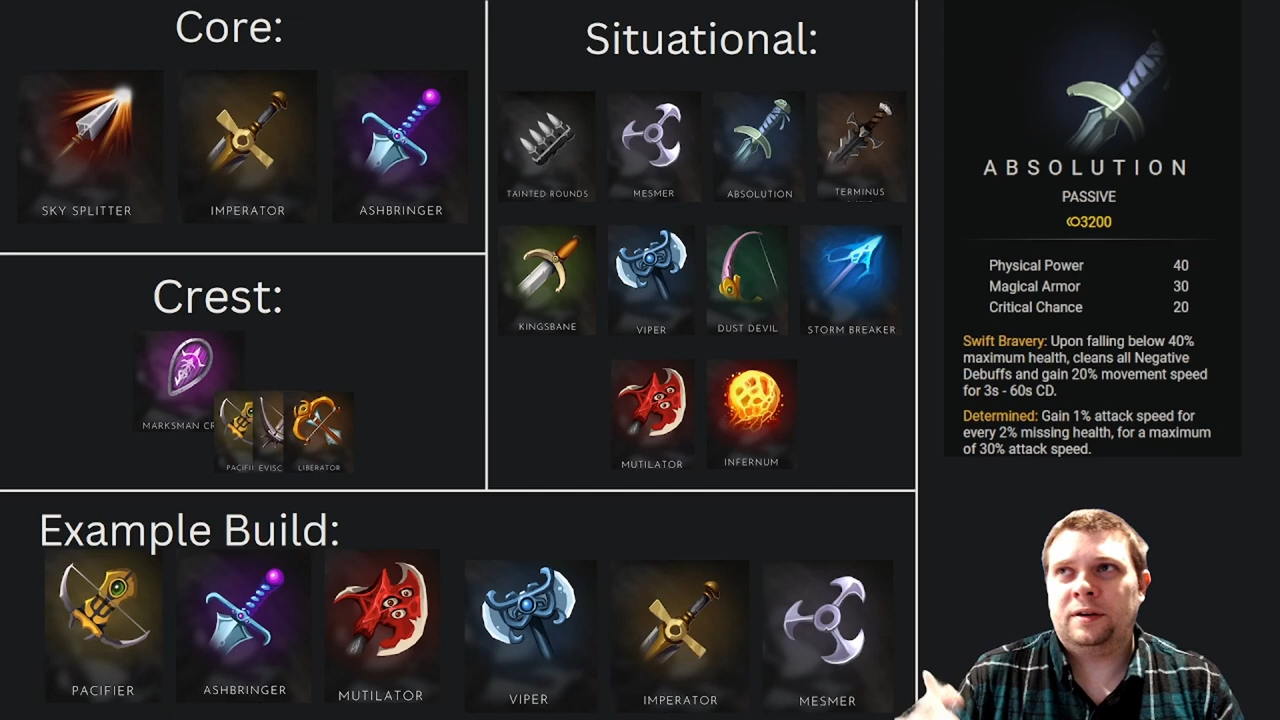 Core:
SKY SPLITTER
IMPERATOR
ASHBRINGER
Crest:
MARKSMAN CR
PACIFI
EVISC
LIBERATOR
Situational:
TAINTED ROUNDS
MESMER
ABSOLUTION
TERMINUS
KINGSBANE
VIPER
DUST DEVIL
STORM BREAKER
MUTILATOR
INFERNUM
Example Build:
PACIFIER
ASHBRINGER
MUTILATOR
VIPER
IMPERATOR
MESMER
ABSOLUTION
PASSIVE
3200
Physical Power 40
Magical Armor 30
Critical Chance 20
Swift Bravery: Upon falling below 40%
maximum health, cleans all Negative
Debuffs and gain 20% movement speed
for 3s - 60s CD.
Determined: Gain 1% attack speed for
every 2% missing health, for a maximum
of 30% attack speed.